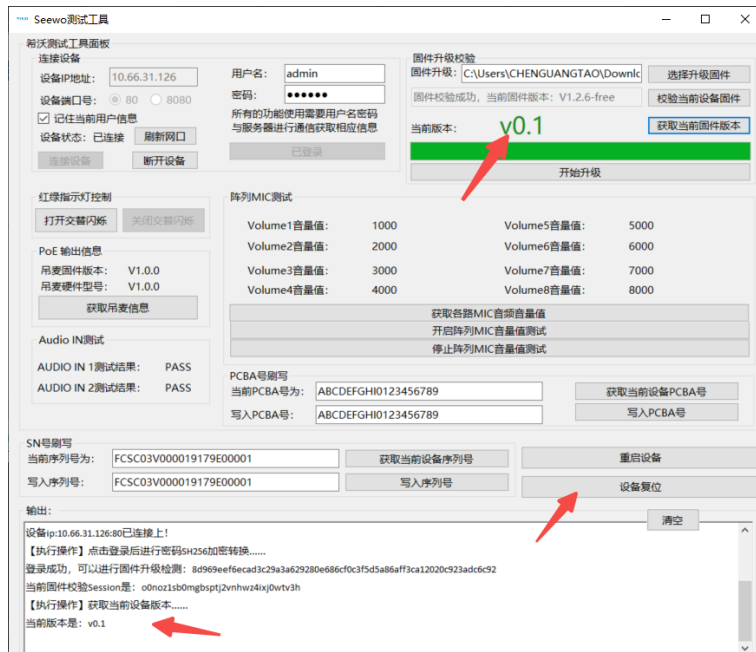 Seewo测试工具
希沃测试工具面板
连接设备
设备IP地址: 10.66.31.126
设备端口号: 80 8080
记住当前用户信息
设备状态: 已连接 刷新网口
连接设备 断开设备
用户名: admin
密码: ●●●●●●
所有的功能使用需要用户名密码
与服务器进行通信获取相应信息
已登录
固件升级校验
固件升级: C:\Users\CHENGUANGTAO\Downlc 选择升级固件
固件校验成功，当前固件版本: V1.2.6-free 校验当前设备固件
当前版本: v0.1 获取当前固件版本
开始升级
红绿指示灯控制
打开交替闪烁 关闭交替闪烁
PoE 输出信息
吊麦固件版本: V1.0.0
吊麦硬件型号: V1.0.0
获取吊麦信息
Audio IN测试
AUDIO IN 1测试结果: PASS
AUDIO IN 2测试结果: PASS
阵列MIC测试
Volume1音量值: 1000 Volume5音量值: 5000
Volume2音量值: 2000 Volume6音量值: 6000
Volume3音量值: 3000 Volume7音量值: 7000
Volume4音量值: 4000 Volume8音量值: 8000
获取各路MIC音频音量值
开启阵列MIC音量值测试
停止阵列MIC音量值测试
PCBA号刷写
当前PCBA号为: ABCDEFGHI0123456789 获取当前设备PCBA号
写入PCBA号: ABCDEFGHI0123456789 写入PCBA号
SN号刷写
当前序列号为: FCSC03V000019179E00001 获取当前设备序列号
写入序列号: FCSC03V000019179E00001 写入序列号
重启设备
设备复位
输出:
清空
设备ip:10.66.31.126:80已连接上!
【执行操作】点击登录后进行密码SH256加密转换......
登录成功，可以进行固件升级检测: 8d969eef6ecad3c29a3a629280e686cf0c3f5d5a86aff3ca12020c923adc6c92
当前固件校验Session是: o0noz1sb0mgbsptj2vnhwz4ixj0wtv3h
【执行操作】获取当前设备版本......
当前版本是: v0.1